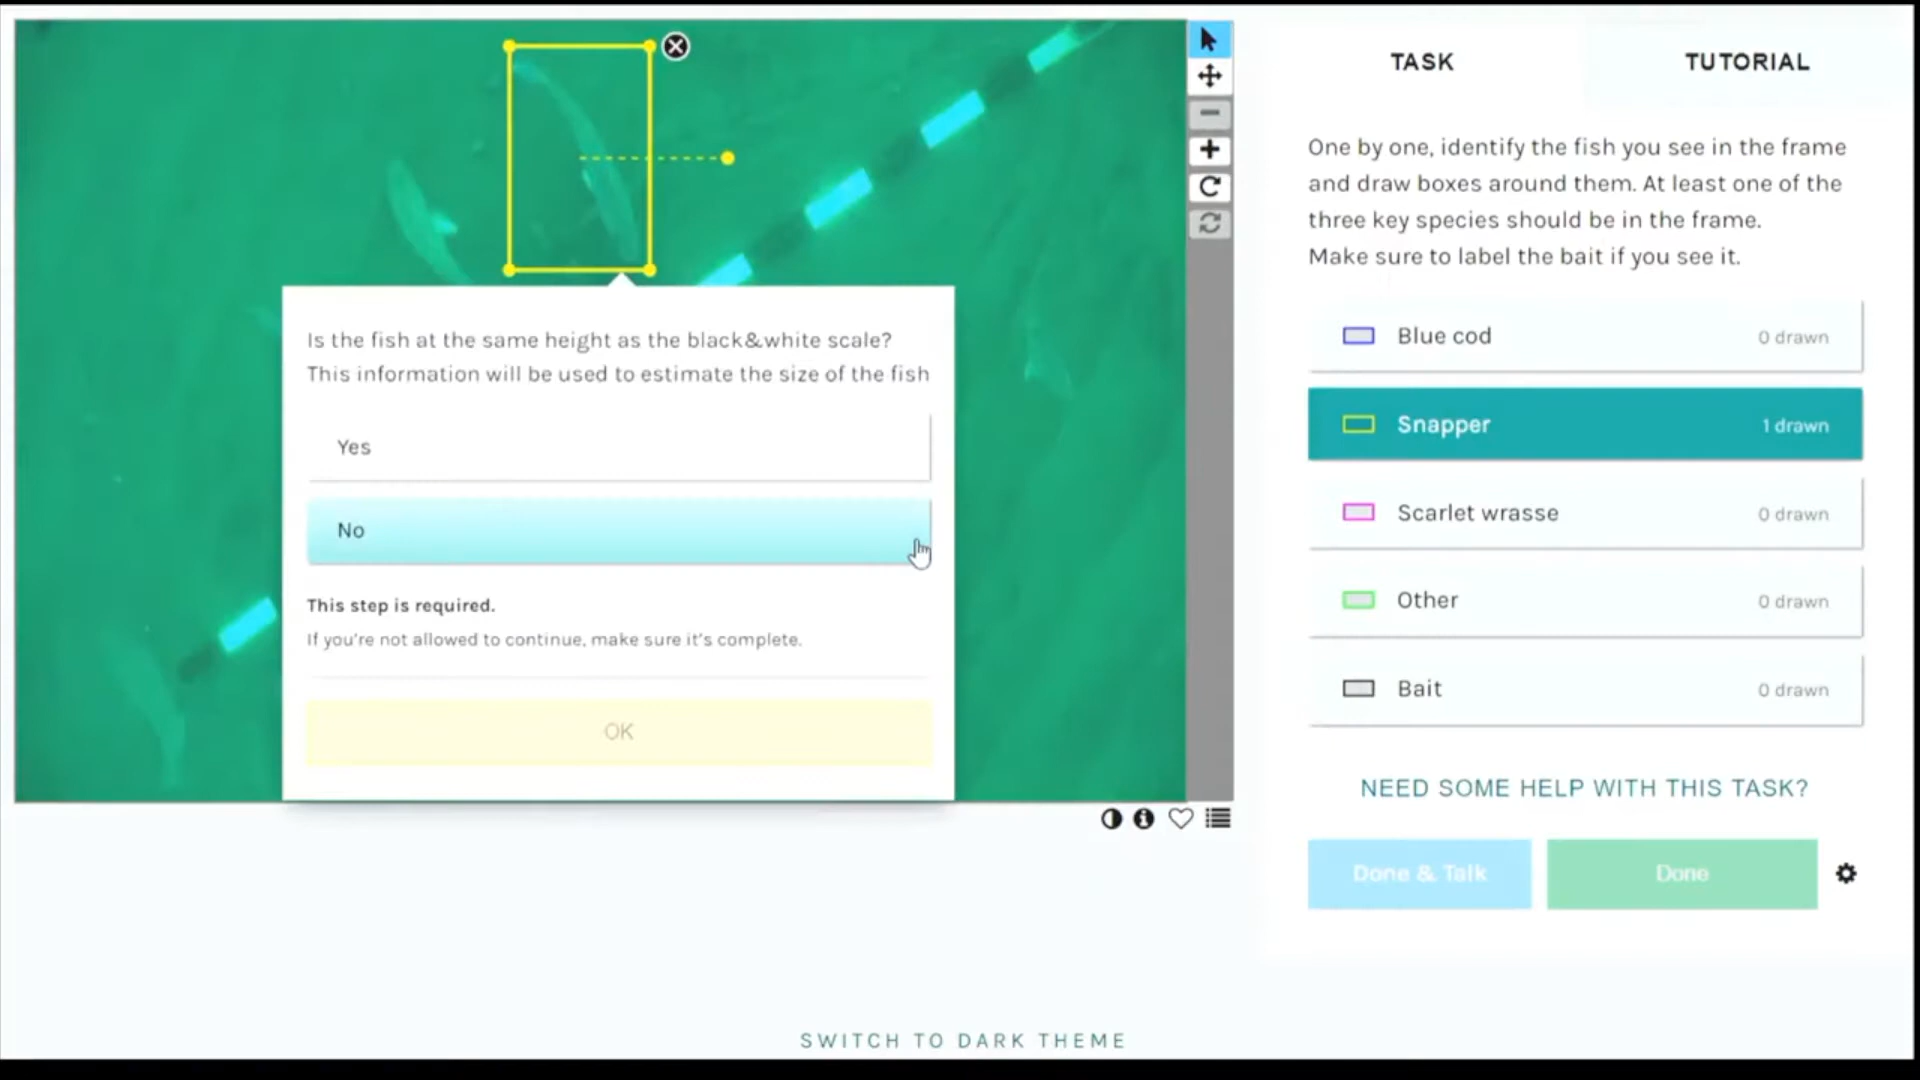 TASK
TUTORIAL
One by one, identify the fish you see in the frame
and draw boxes around them. At least one of the
three key species should be in the frame.
Make sure to label the bait if you see it.
Blue cod 0 drawn
Snapper 1 drawn
Scarlet wrasse 0 drawn
Other 0 drawn
Bait 0 drawn
NEED SOME HELP WITH THIS TASK?
Done & Talk
Done
Is the fish at the same height as the black&white scale?
This information will be used to estimate the size of the fish
Yes
No
This step is required.
If you're not allowed to continue, make sure it's complete.
OK
SWITCH TO DARK THEME